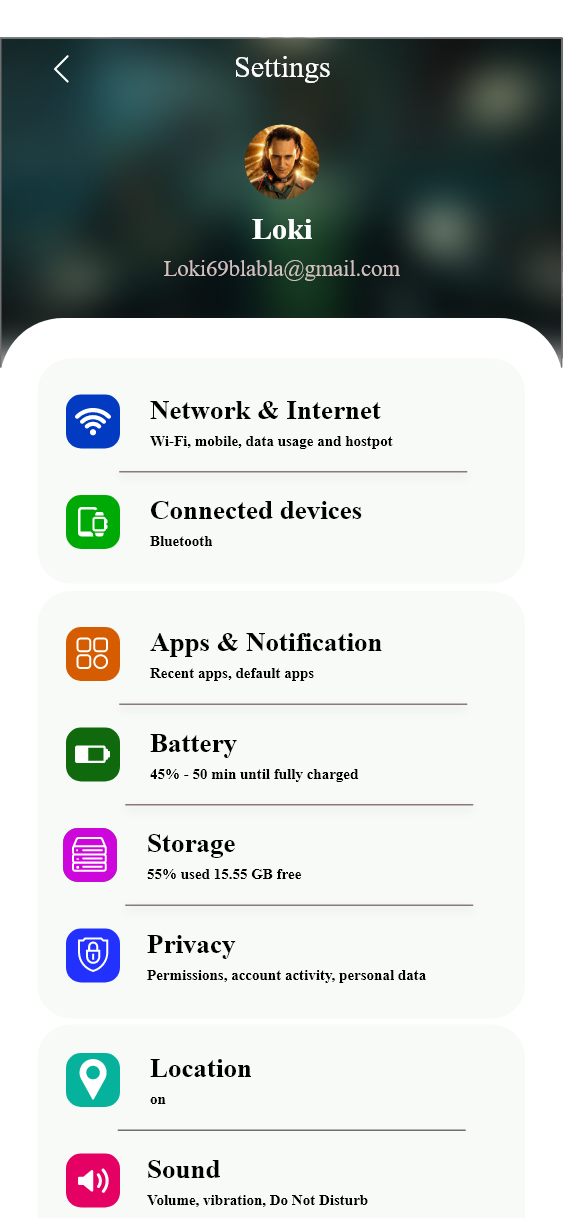 Settings
Loki
Loki69blabla@gmail.com
Network & Internet
Wi-Fi, mobile, data usage and hostpot
Connected devices
Bluetooth
Apps & Notification
Recent apps, default apps
Battery
45% - 50 min until fully charged
Storage
55% used 15.55 GB free
Privacy
Permissions, account activity, personal data
Location
on
Sound
Volume, vibration, Do Not Disturb